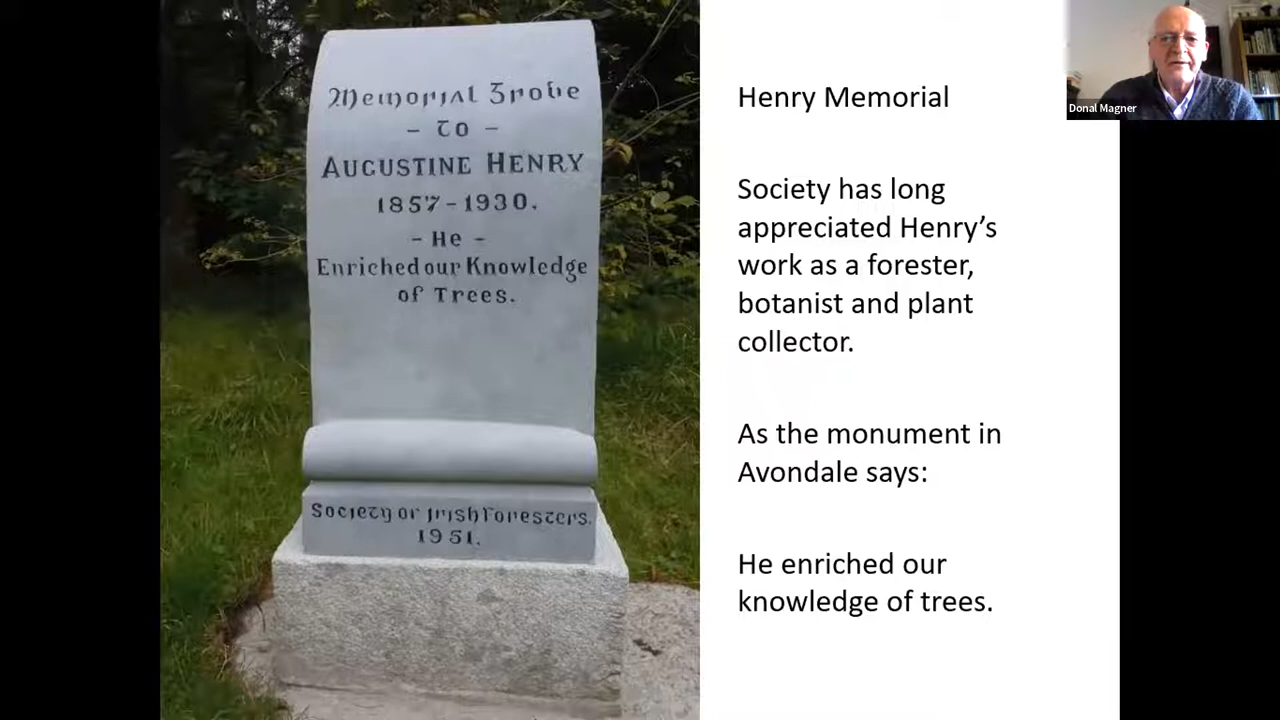 Memorial Grove
- To -
AUGUSTINE HENRY
1857-1930.
- He -
Enriched our Knowledge
of Trees.
Society of Irish Foresters.
1951.
Henry Memorial
Society has long
appreciated Henry’s
work as a forester,
botanist and plant
collector.
As the monument in
Avondale says:
He enriched our
knowledge of trees.
Donal Magner